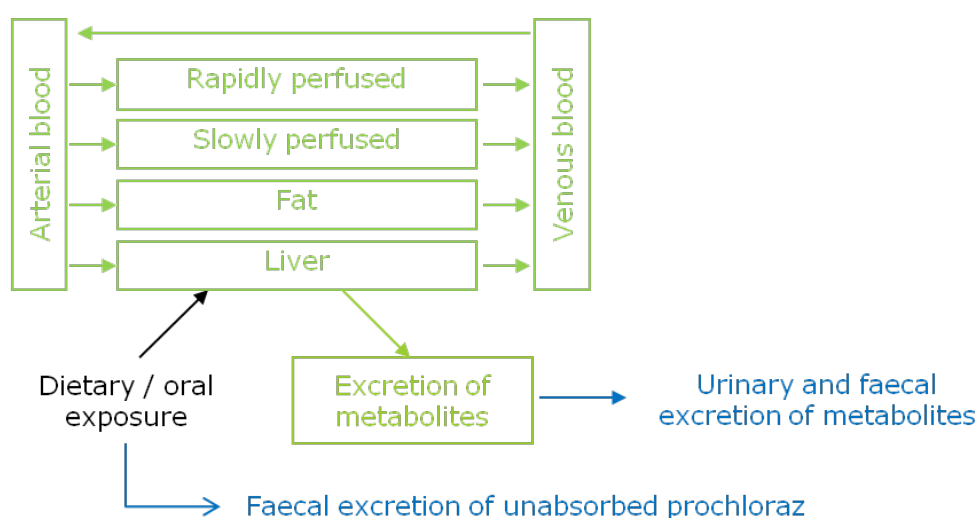 Arterial blood
Rapidly perfused
Slowly perfused
Fat
Liver
Venous blood
Dietary / oral
exposure
Excretion of
metabolites
Urinary and faecal
excretion of metabolites
Faecal excretion of unabsorbed prochloraz